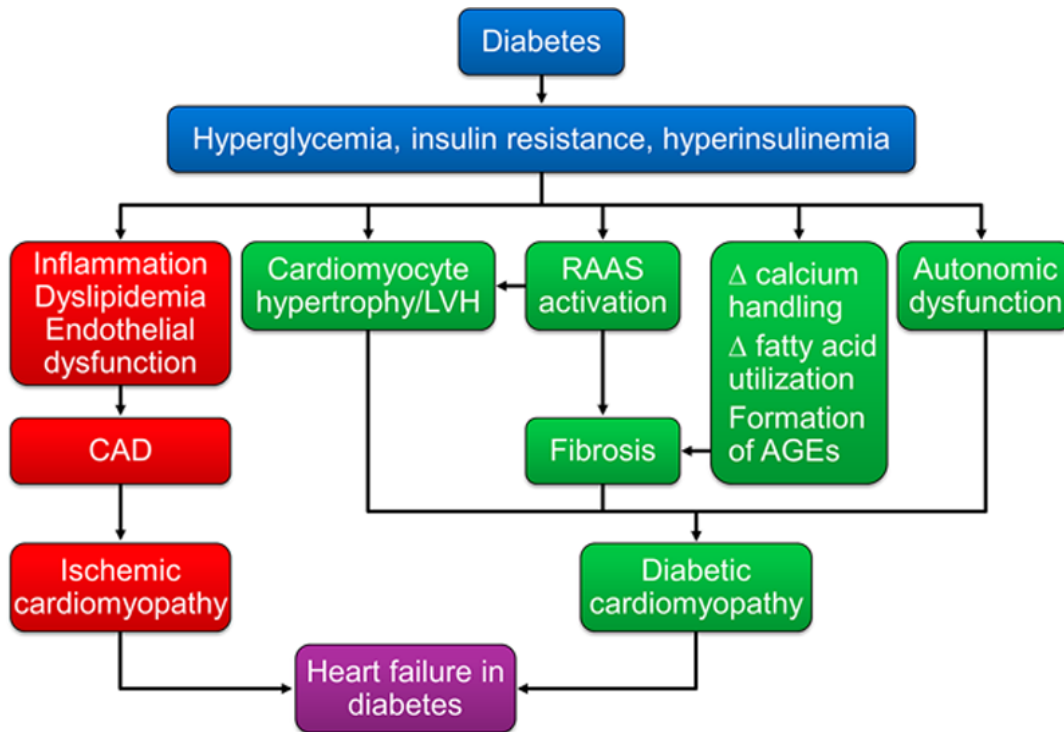 Diabetes
Hyperglycemia, insulin resistance, hyperinsulinemia
Inflammation
Dyslipidemia
Endothelial
dysfunction
Cardiomyocyte
hypertrophy/LVH
RAAS
activation
Δ calcium
handling
Δ fatty acid
utilization
Formation
of AGEs
Autonomic
dysfunction
CAD
Fibrosis
Ischemic
cardiomyopathy
Diabetic
cardiomyopathy
Heart failure in
diabetes